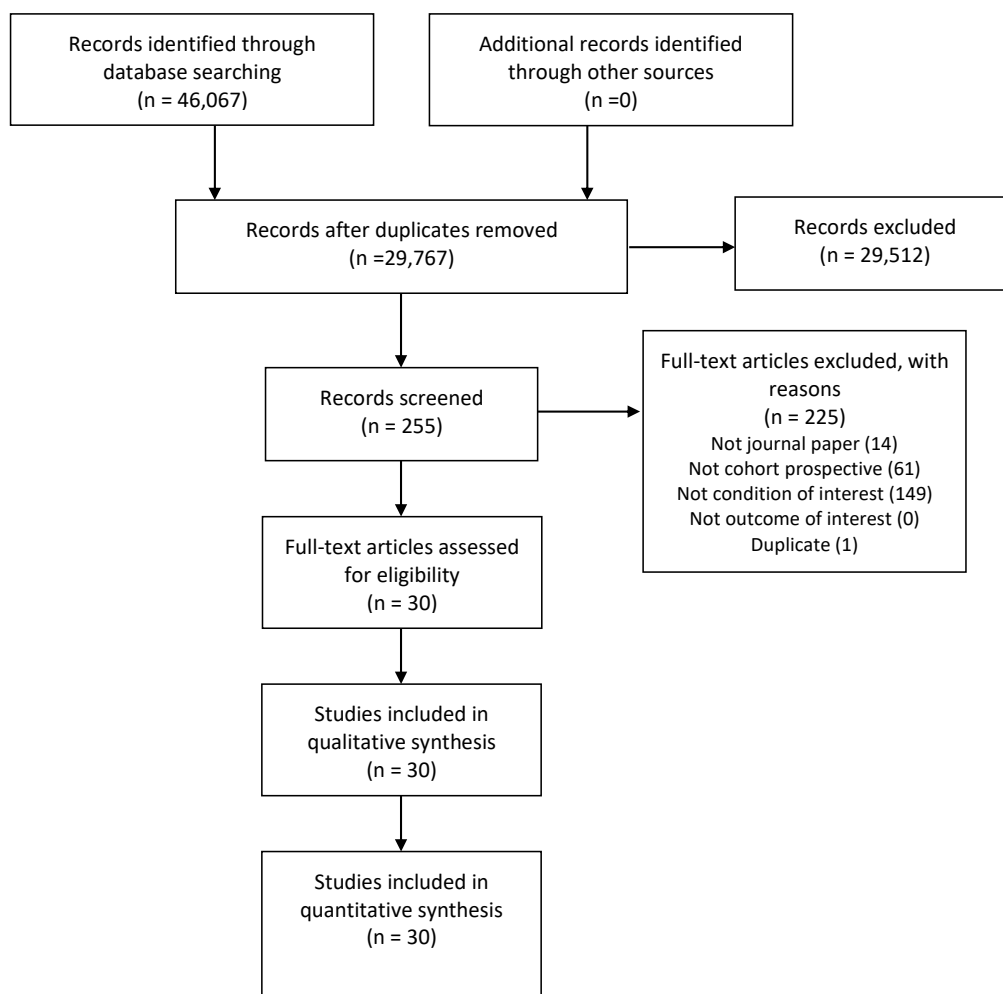 Records identified through
database searching
(n = 46,067)
Additional records identified
through other sources
(n =0)
Records after duplicates removed
(n =29,767)
Records excluded
(n = 29,512)
Records screened
(n = 255)
Full-text articles excluded, with
reasons
(n = 225)
Not journal paper (14)
Not cohort prospective (61)
Not condition of interest (149)
Not outcome of interest (0)
Duplicate (1)
Full-text articles assessed
for eligibility
(n = 30)
Studies included in
qualitative synthesis
(n = 30)
Studies included in
quantitative synthesis
(n = 30)